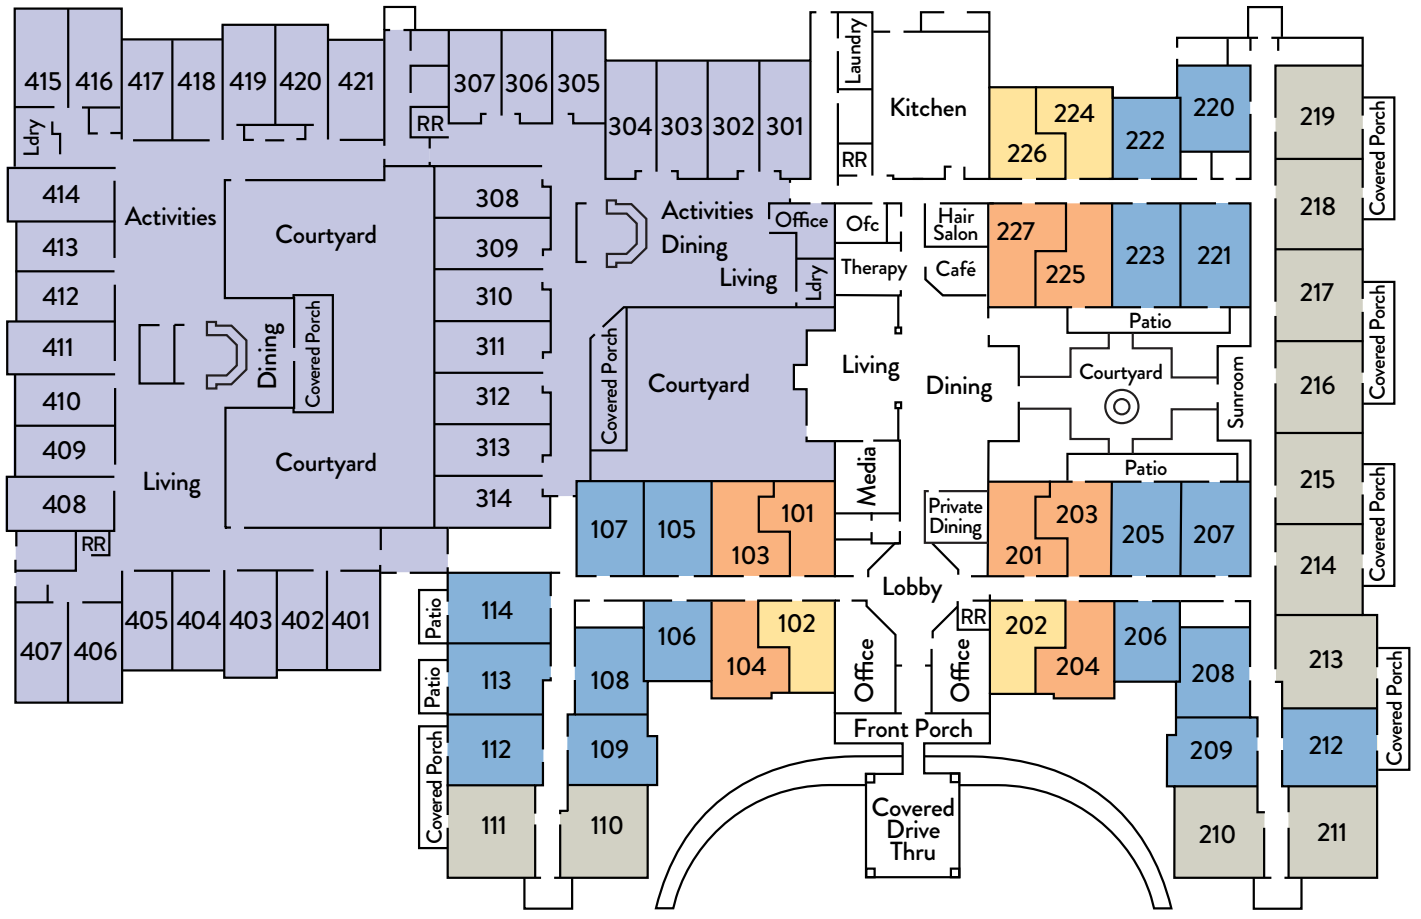 415
416
417
418
419
420
421
307
306
305
304
303
302
301
Laundry
Kitchen
RR
RR
Ldry
226
224
222
220
219
Covered Porch
218
414
413
412
411
410
409
408
Activities
Courtyard
308
309
310
311
312
313
314
Activities
Dining
Living
Office
Ldry
Ofc
Therapy
Hair
Salon
Café
227
225
223
221
217
Covered Porch
216
Dining
Covered Porch
Courtyard
Living
Covered Porch
Courtyard
Living
Dining
Patio
Courtyard
Sunroom
Patio
Media
Private
Dining
215
Covered Porch
214
RR
107
105
103
101
201
203
205
207
Lobby
407
406
405
404
403
402
401
Patio
114
Patio
113
Covered Porch
112
111
108
109
110
106
104
102
Office
RR
Office
202
204
206
208
209
210
213
212
211
Covered Porch
Front Porch
Covered
Drive
Thru